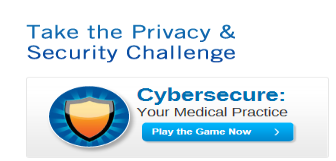 Take the Privacy &
Security Challenge
Cybersecure:
Your Medical Practice
Play the Game Now >